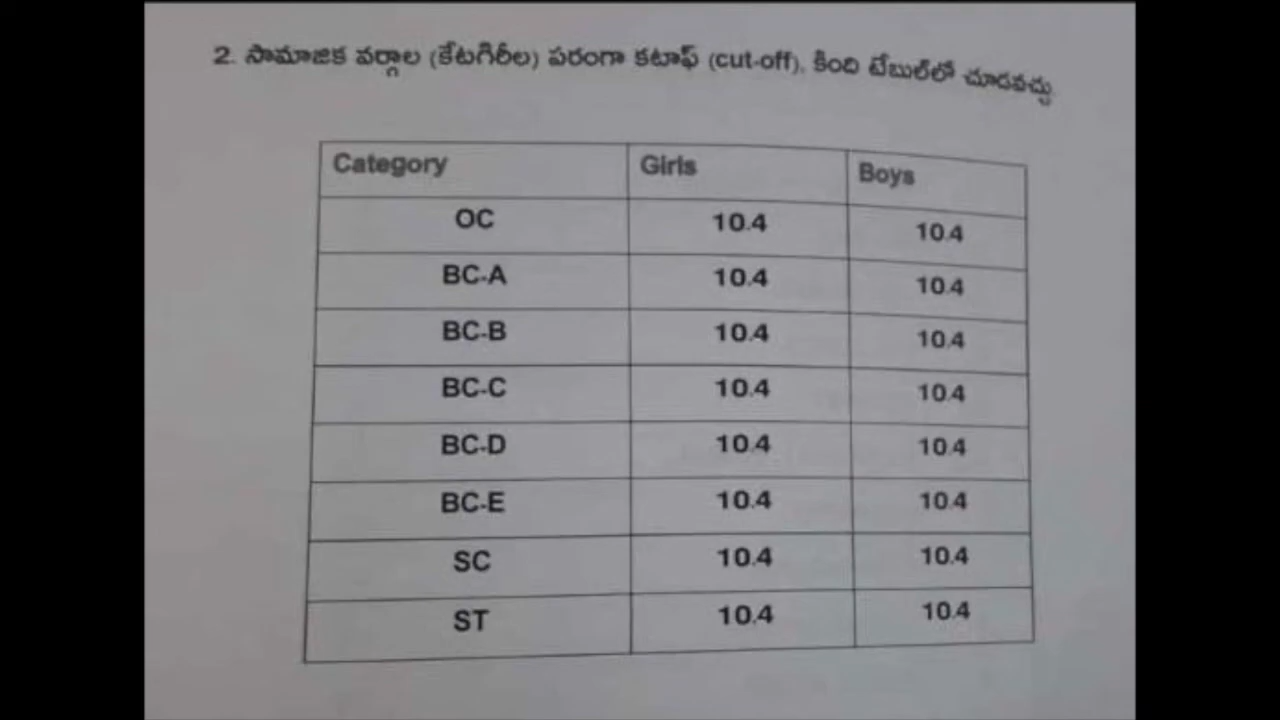 2. సామాజిక వర్గాల (కేటగిరీల) పరంగా కటాఫ్ (cut-off), కింది టేబుల్‌లో చూడవచ్చు.
Category Girls Boys
OC 10.4 10.4
BC-A 10.4 10.4
BC-B 10.4 10.4
BC-C 10.4 10.4
BC-D 10.4 10.4
BC-E 10.4 10.4
SC 10.4 10.4
ST 10.4 10.4